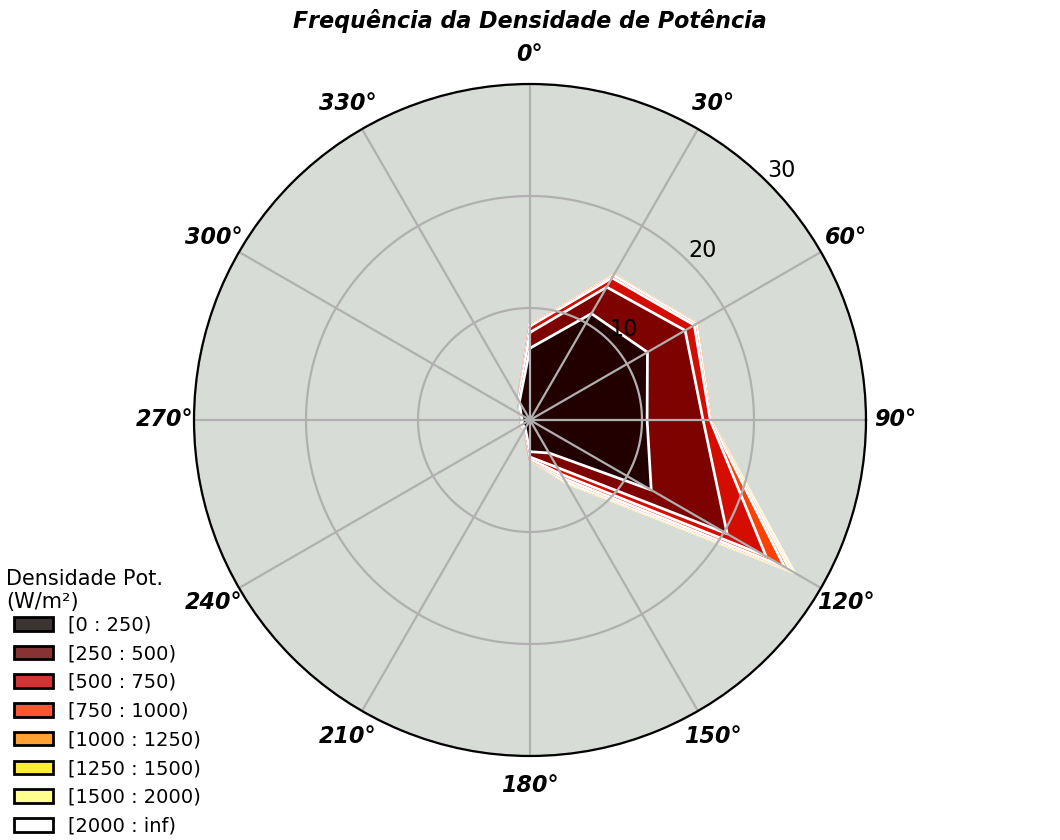 Frequência da Densidade de Potência
0°
330°
30°
30
300°
60°
20
10
270°
90°
Densidade Pot.
(W/m²)
240°
120°
[0 : 250)
[250 : 500)
[500 : 750)
[750 : 1000)
[1000 : 1250)
[1250 : 1500)
[1500 : 2000)
[2000 : inf)
210°
150°
180°